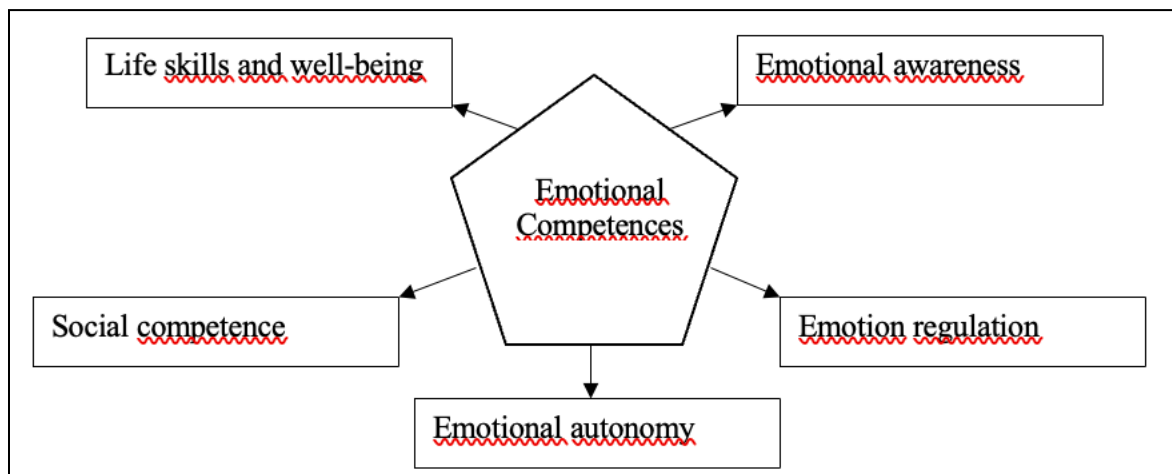 Life skills and well-being
Emotional awareness
Emotional
Competences
Social competence
Emotion regulation
Emotional autonomy